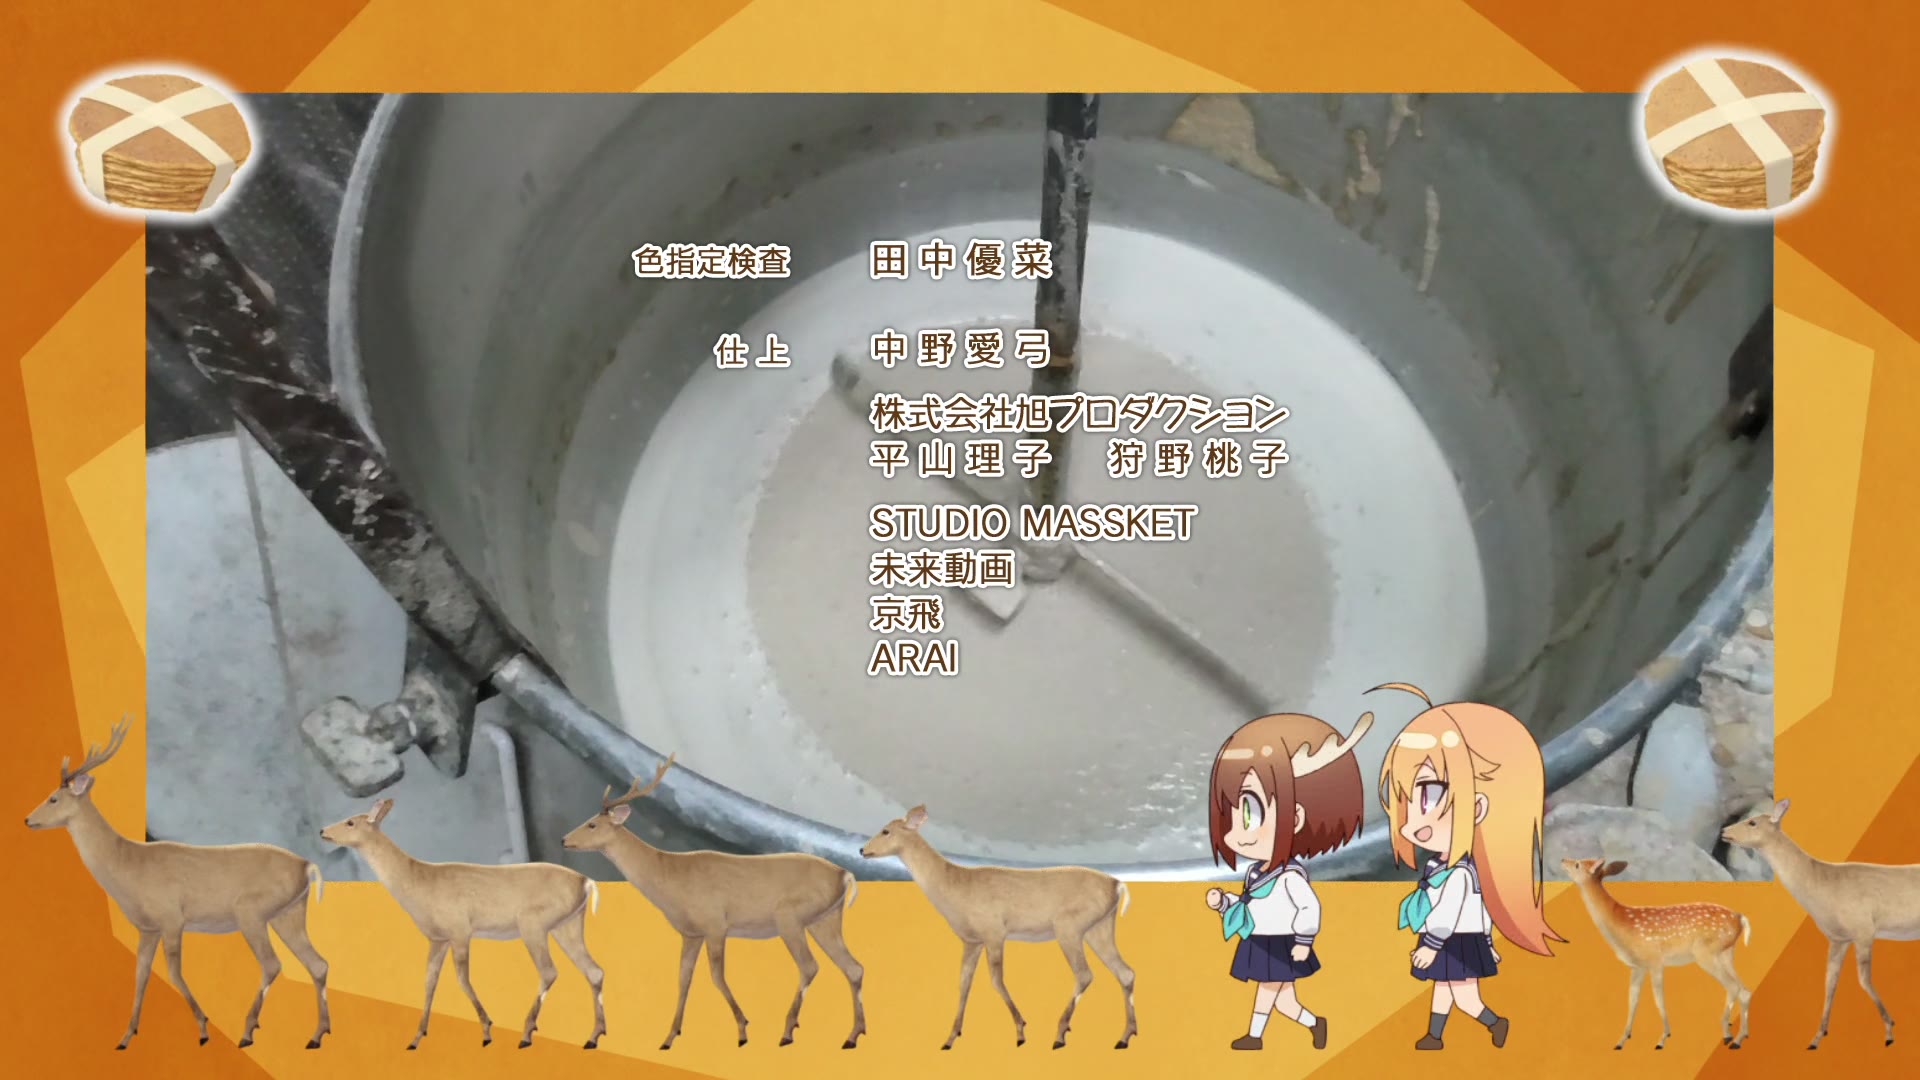 色指定検査 田中優菜
仕上 中野愛弓
株式会社旭プロダクション
平山理子 狩野桃子
STUDIO MASSKET
未来動画
京飛
ARAI